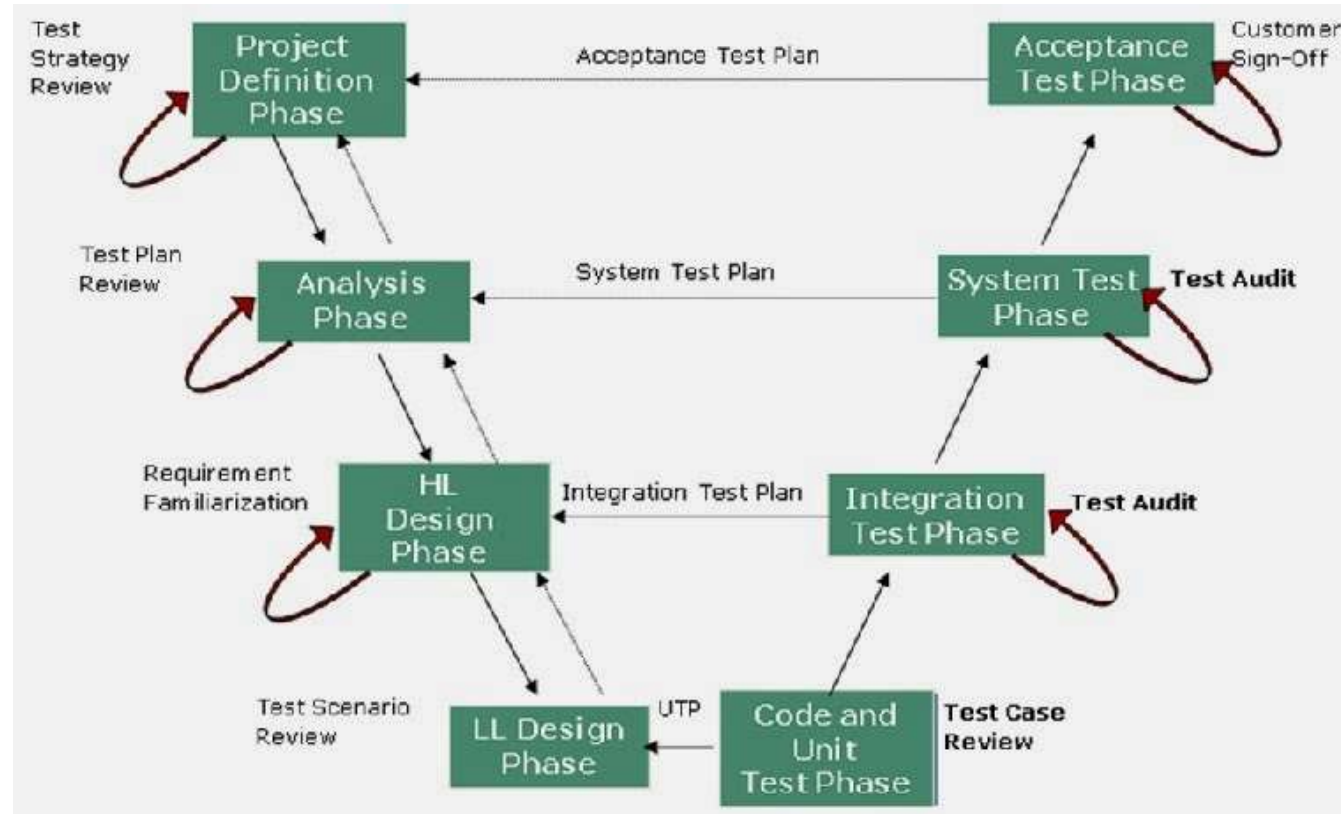 Test
Strategy
Review
Project
Definition
Phase
Acceptance Test Plan
Acceptance
Test Phase
Customer
Sign-Off
Test Plan
Review
Analysis
Phase
System Test Plan
System Test
Phase
Test Audit
Requirement
Familiarization
HL
Design
Phase
Integration Test Plan
Integration
Test Phase
Test Audit
Test Scenario
Review
LL Design
Phase
UTP
Code and
Unit
Test Phase
Test Case
Review